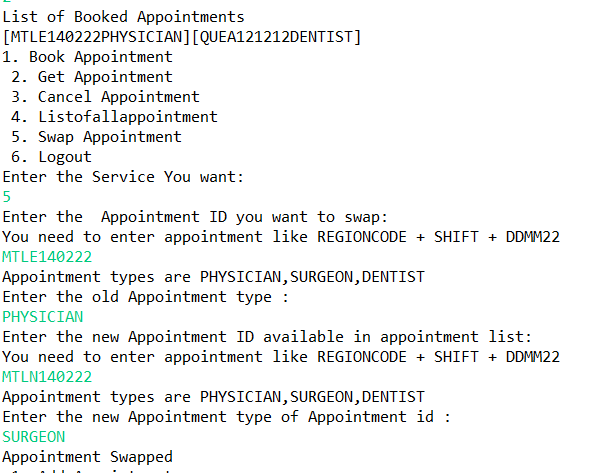 List of Booked Appointments
[MTLE140222PHYSICIAN][QUEA121212DENTIST]
1. Book Appointment
2. Get Appointment
3. Cancel Appointment
4. Listofallappointment
5. Swap Appointment
6. Logout
Enter the Service You want:
5
Enter the  Appointment ID you want to swap:
You need to enter appointment like REGIONCODE + SHIFT + DDMM22
MTLE140222
Appointment types are PHYSICIAN,SURGEON,DENTIST
Enter the old Appointment type :
PHYSICIAN
Enter the new Appointment ID available in appointment list:
You need to enter appointment like REGIONCODE + SHIFT + DDMM22
MTLN140222
Appointment types are PHYSICIAN,SURGEON,DENTIST
Enter the new Appointment type of Appointment id :
SURGEON
Appointment Swapped